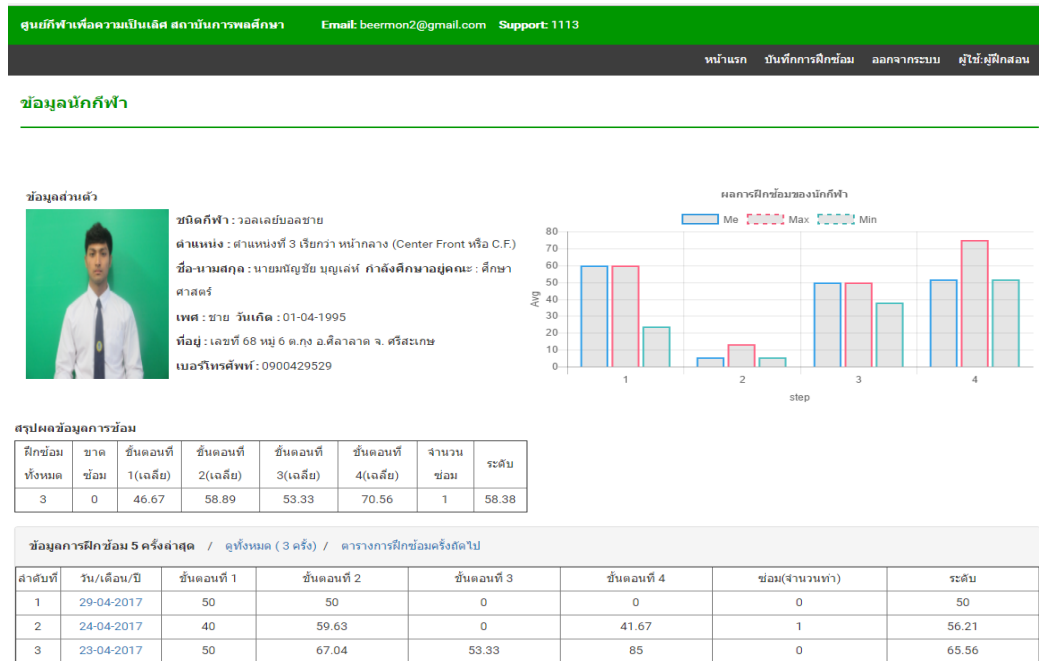 ศูนย์กีฬาเพื่อความเป็นเลิศ สถาบันการพลศึกษา Email: beermon2@gmail.com Support: 1113
หน้าแรก บันทึกการฝึกซ้อม ออกจากระบบ ผู้ใช้:ผู้ฝึกสอน
ข้อมูลนักกีฬา
ข้อมูลส่วนตัว
ชนิดกีฬา : วอลเลย์บอลชาย
ตำแหน่ง : ตำแหน่งที่ 3 เรียกว่า หน้ากลาง (Center Front หรือ C.F.)
ชื่อ-นามสกุล : นายมนัญชัย บุญเล่ห์ กำลังศึกษาอยู่คณะ : ศึกษา
ศาสตร์
เพศ : ชาย วันเกิด : 01-04-1995
ที่อยู่ : เลขที่ 68 หมู่ 6 ต.กุง อ.ศิลาลาด จ. ศรีสะเกษ
เบอร์โทรศัพท์ : 0900429529
ผลการฝึกซ้อมของนักกีฬา
Me Max Min
80
70
60
50
40
30
20
10
0
Avg
1 2 3 4
step
สรุปผลข้อมูลการซ้อม
ฝึกซ้อม ขาด ขั้นตอนที่ ขั้นตอนที่ ขั้นตอนที่ ขั้นตอนที่ จำนวน ระดับ
ทั้งหมด ซ้อม 1(เฉลี่ย) 2(เฉลี่ย) 3(เฉลี่ย) 4(เฉลี่ย) ซ่อม
3 0 46.67 58.89 53.33 70.56 1 58.38
ข้อมูลการฝึกซ้อม 5 ครั้งล่าสุด / ดูทั้งหมด ( 3 ครั้ง) / ตารางการฝึกซ้อมครั้งถัดไป
ลำดับที่ วัน/เดือน/ปี ขั้นตอนที่ 1 ขั้นตอนที่ 2 ขั้นตอนที่ 3 ขั้นตอนที่ 4 ซ่อม(จำนวนท่า) ระดับ
1 29-04-2017 50 50 0 0 0 50
2 24-04-2017 40 59.63 0 41.67 1 56.21
3 23-04-2017 50 67.04 53.33 85 0 65.56